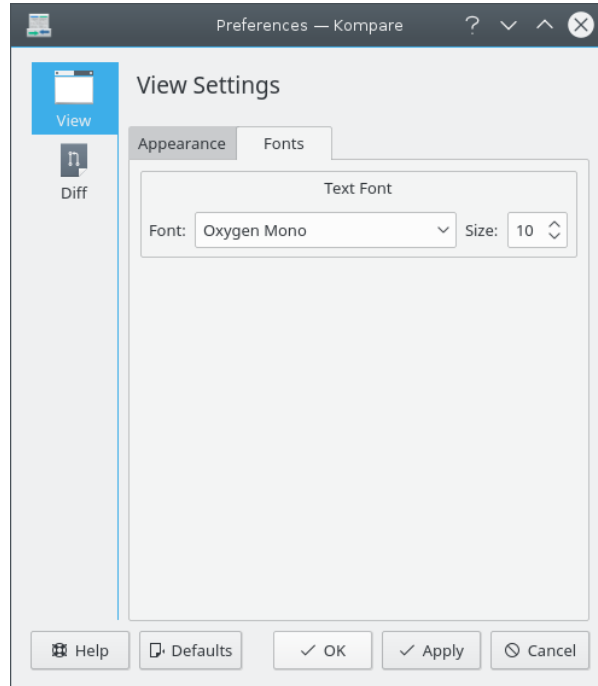 Preferences — Kompare
View
Diff
View Settings
Appearance Fonts
Text Font
Font: Oxygen Mono Size: 10
Help Defaults OK Apply Cancel